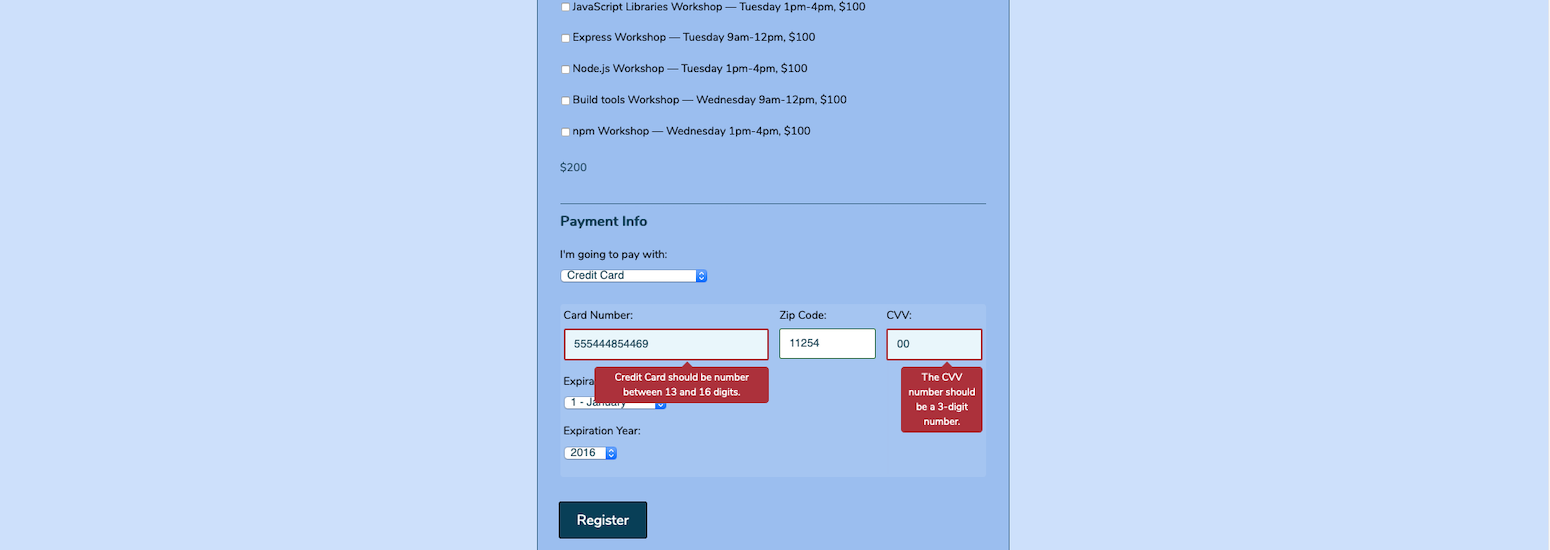 JavaScript Libraries Workshop — Tuesday 1pm-4pm, $100
Express Workshop — Tuesday 9am-12pm, $100
Node.js Workshop — Tuesday 1pm-4pm, $100
Build tools Workshop — Wednesday 9am-12pm, $100
npm Workshop — Wednesday 1pm-4pm, $100
$200
Payment Info
I'm going to pay with:
Credit Card
Card Number: Zip Code: CVV:
555444854469 11254 00
Credit Card should be number
between 13 and 16 digits.
The CVV
number should
be a 3-digit
number.
1 - January
Expiration Year:
2016
Register